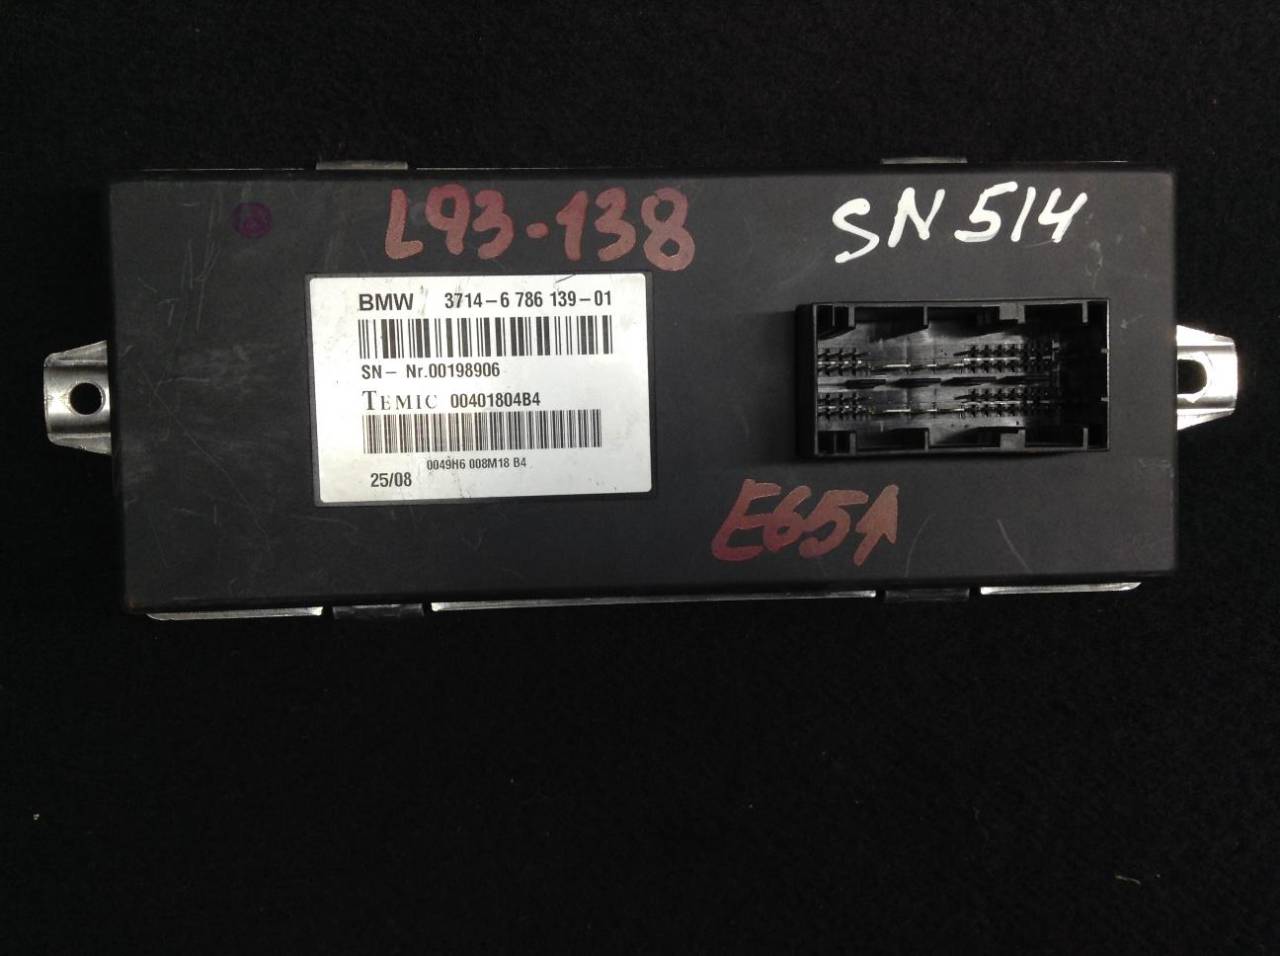 L93-138
SN 514
BMW 3714-6 786 139-01
SN- Nr.00198906
TEMIC 00401804B4
0049H6 008M18 B4
25/08
E65↑